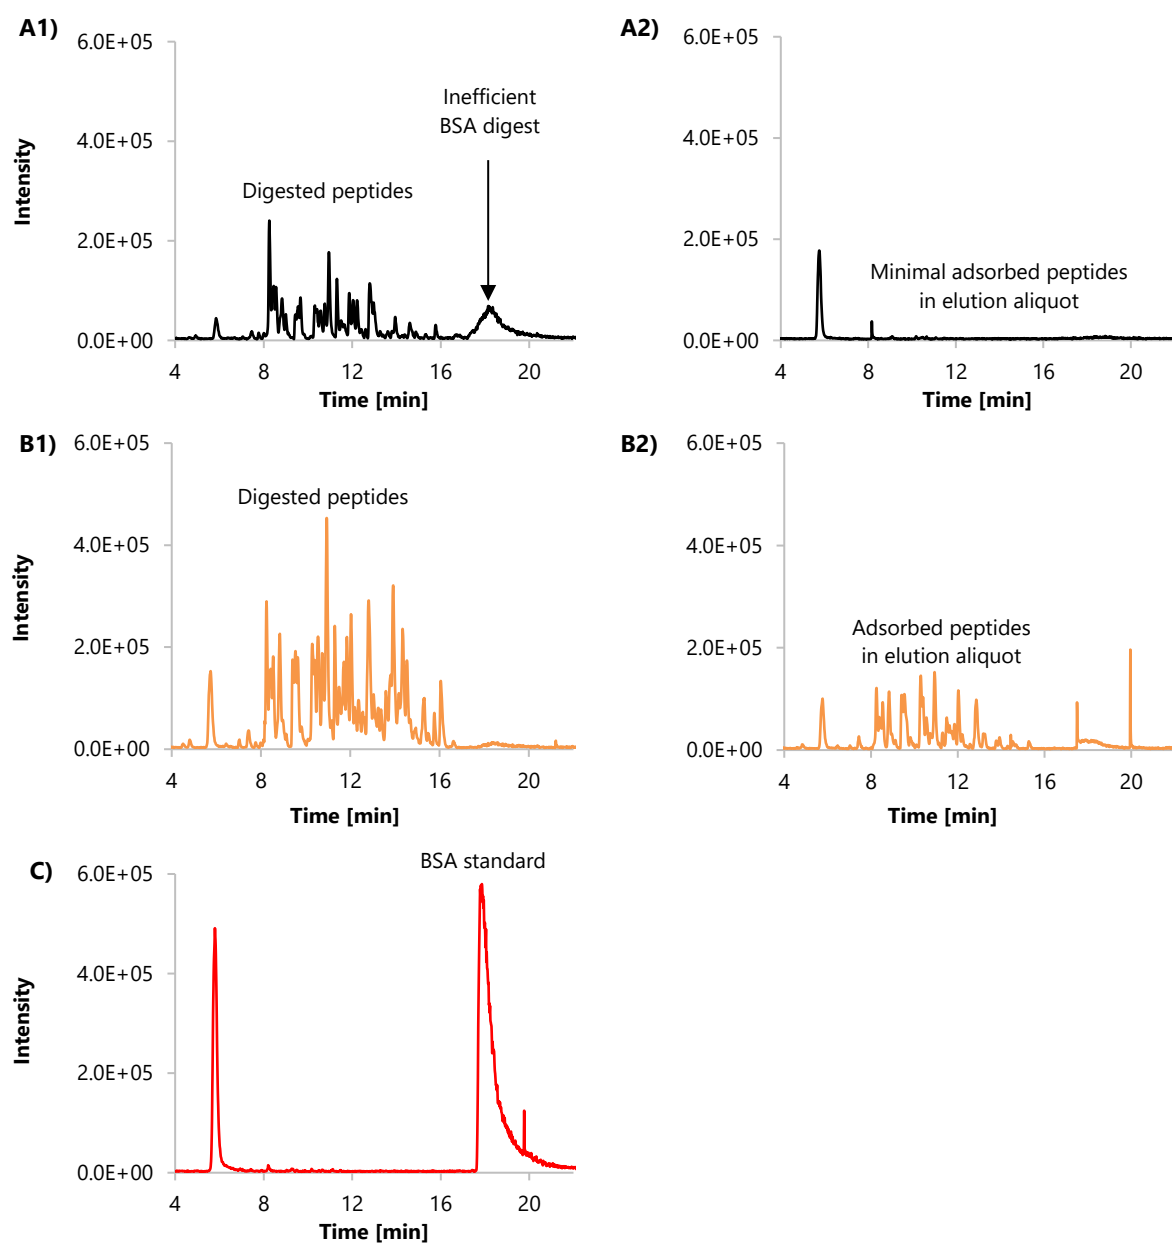 A1)
6.0E+05
4.0E+05
2.0E+05
0.0E+00
Intensity
Inefficient
BSA digest
Digested peptides
4 8 12 16 20
Time [min]
A2)
6.0E+05
4.0E+05
2.0E+05
0.0E+00
Minimal adsorbed peptides
in elution aliquot
4 8 12 16 20
Time [min]
B1)
6.0E+05
4.0E+05
2.0E+05
0.0E+00
Intensity
Digested peptides
4 8 12 16 20
Time [min]
B2)
6.0E+05
4.0E+05
2.0E+05
0.0E+00
Adsorbed peptides
in elution aliquot
4 8 12 16 20
Time [min]
C)
BSA standard
6.0E+05
4.0E+05
2.0E+05
0.0E+00
Intensity
4 8 12 16 20
Time [min]